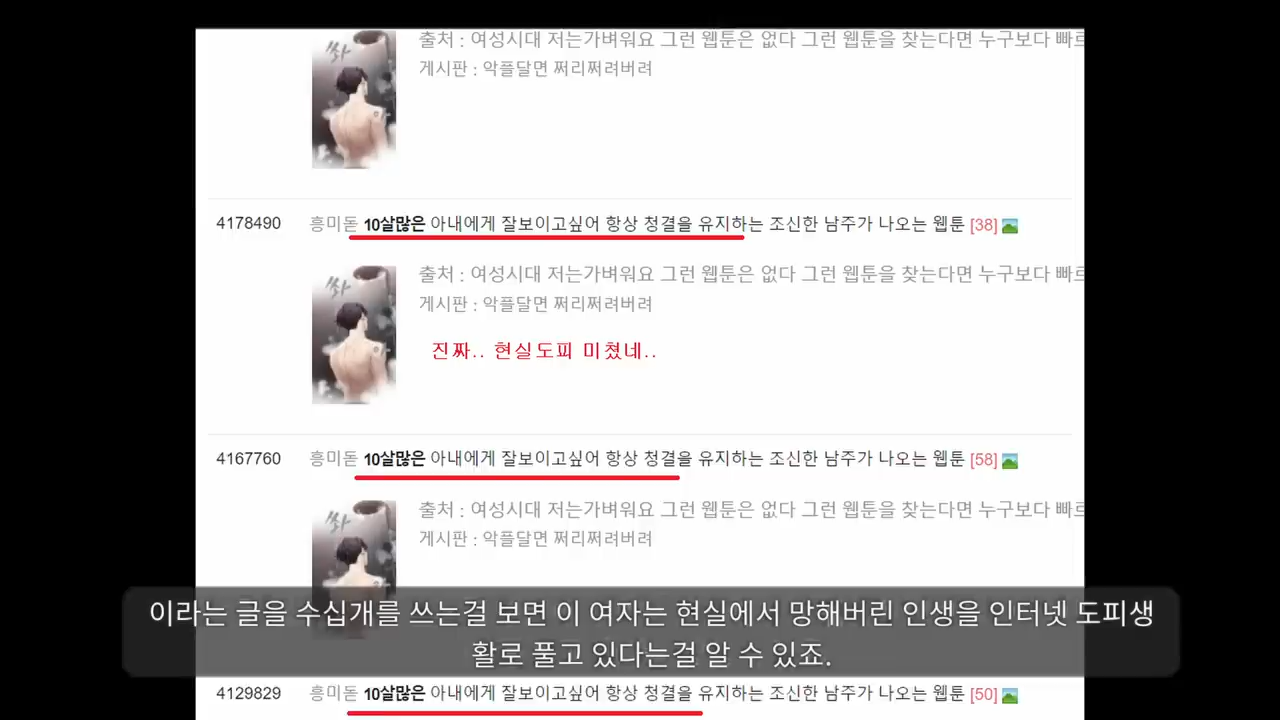 출처 : 여성시대 저는가벼워요 그런 웹툰은 없다 그런 웹툰을 찾는다면 누구보다 빠르
게시판 : 악플달면 쩌리쩌려버려
쏴
4178490 흥미돋 10살많은 아내에게 잘보이고싶어 항상 청결을 유지하는 조신한 남주가 나오는 웹툰 [38]
출처 : 여성시대 저는가벼워요 그런 웹툰은 없다 그런 웹툰을 찾는다면 누구보다 빠르
게시판 : 악플달면 쩌리쩌려버려
쏴
진짜.. 현실도피 미쳤네..
4167760 흥미돋 10살많은 아내에게 잘보이고싶어 항상 청결을 유지하는 조신한 남주가 나오는 웹툰 [58]
출처 : 여성시대 저는가벼워요 그런 웹툰은 없다 그런 웹툰을 찾는다면 누구보다 빠르
게시판 : 악플달면 쩌리쩌려버려
쏴
이라는 글을 수십개를 쓰는걸 보면 이 여자는 현실에서 망해버린 인생을 인터넷 도피생
활로 풀고 있다는걸 알 수 있죠.
4129829 흥미돋 10살많은 아내에게 잘보이고싶어 항상 청결을 유지하는 조신한 남주가 나오는 웹툰 [50]